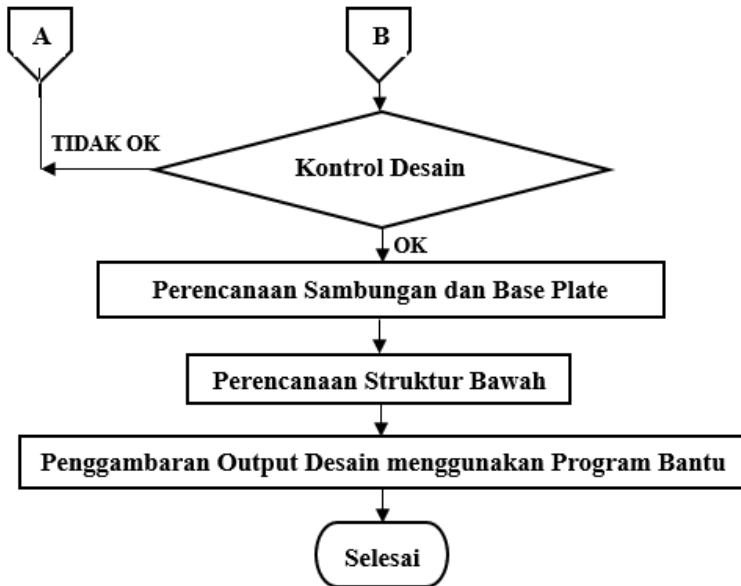 A
B
TIDAK OK
Kontrol Desain
OK
Perencanaan Sambungan dan Base Plate
Perencanaan Struktur Bawah
Penggambaran Output Desain menggunakan Program Bantu
Selesai